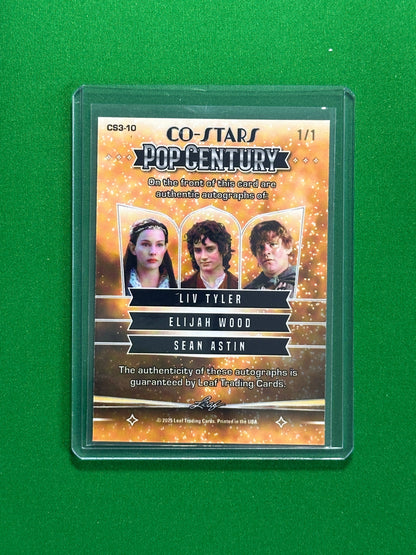 CS3-10
CO-STARS
1/1
POP CENTURY
On the front of this card are
authentic autographs of:
LIV TYLER
ELIJAH WOOD
SEAN ASTIN
The authenticity of these autographs is
guaranteed by Leaf Trading Cards.
Leaf
© 2025 Leaf Trading Cards. Printed in the USA